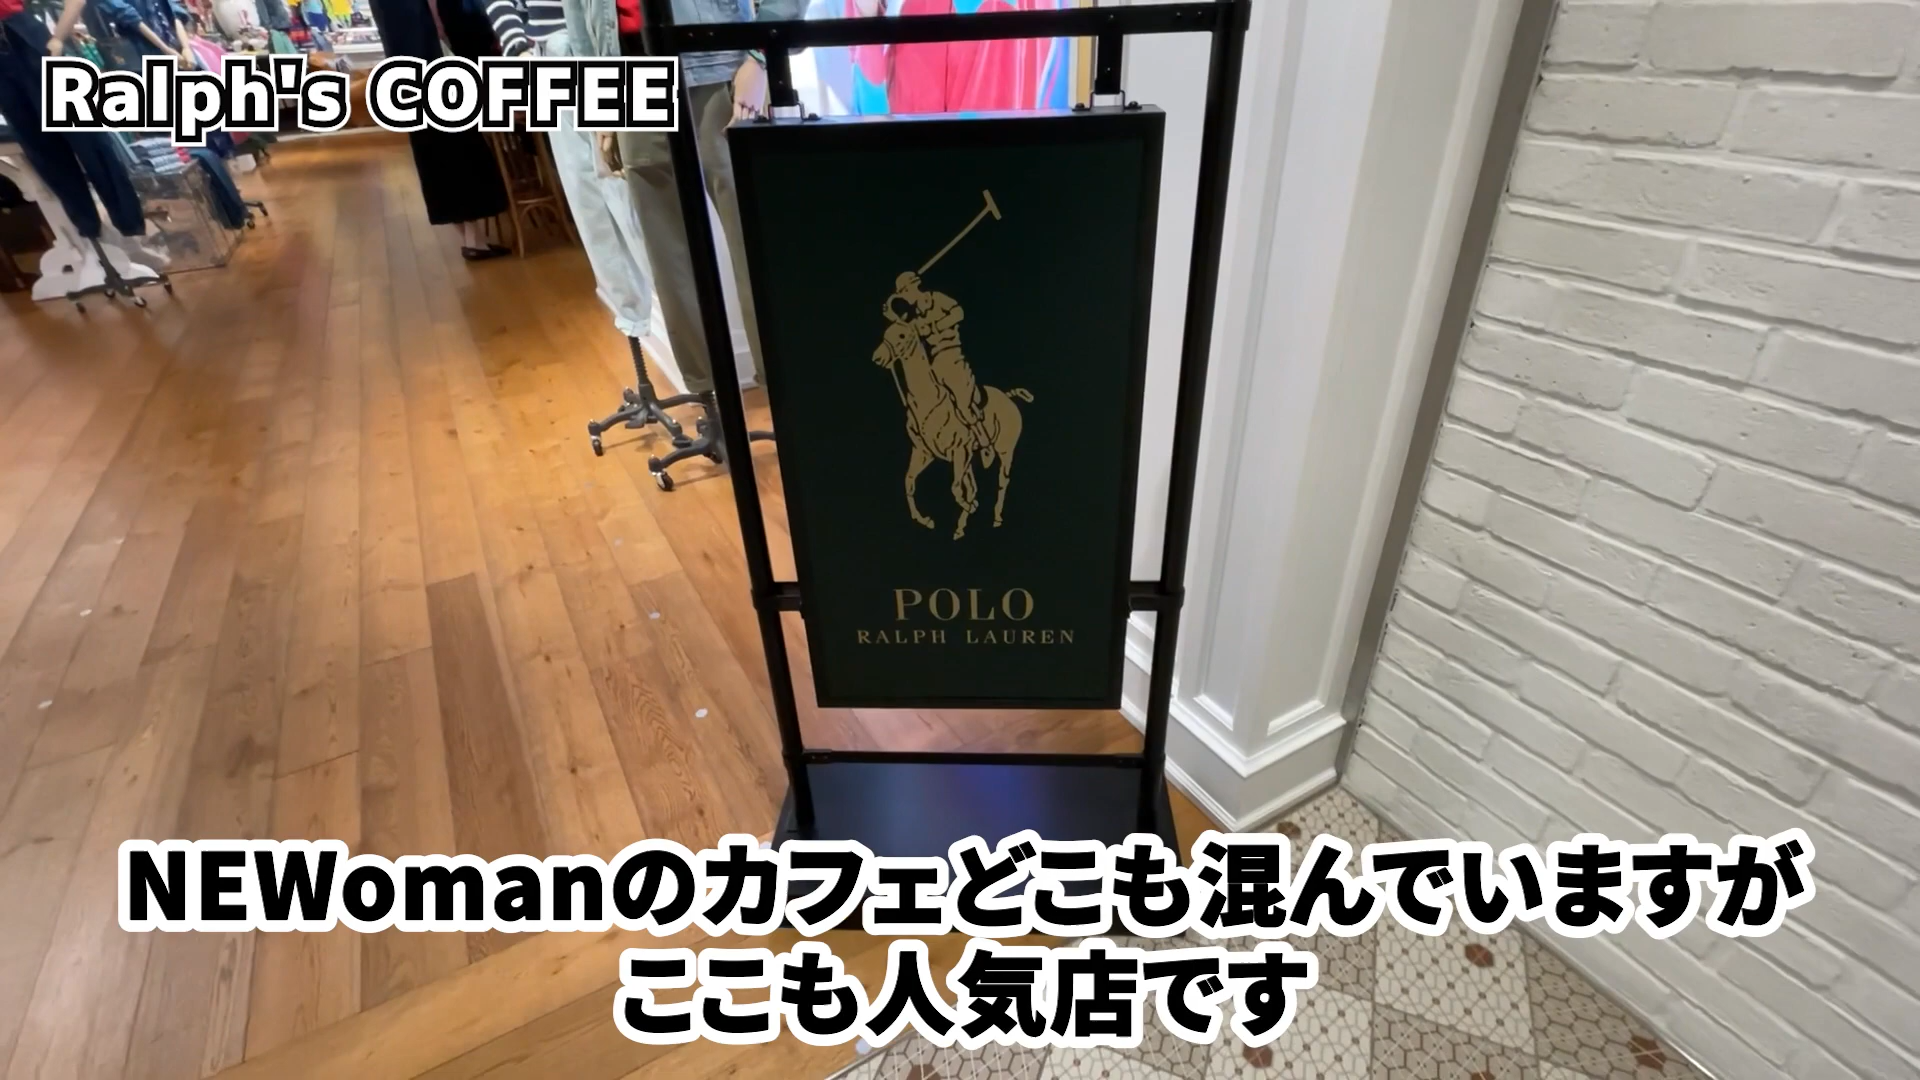 Ralph's COFFEE
POLO
RALPH LAUREN
NEWomanのカフェどこも混んでいますが
ここも人気店です